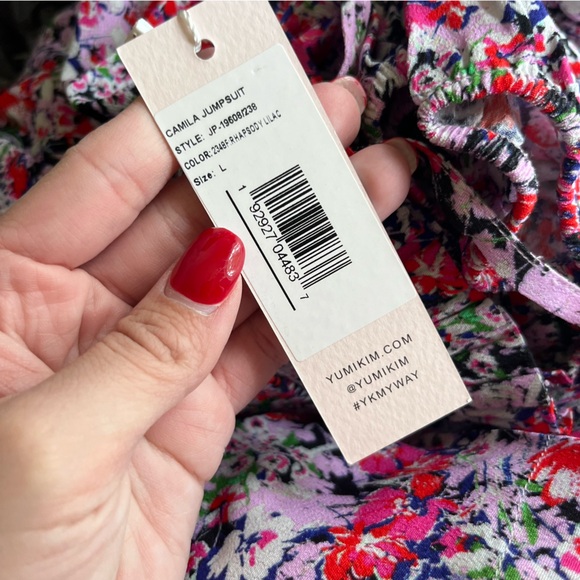 CAMILA JUMPSUIT
STYLE: JP-19608/238
COLOR: 2348F RHAPSODY LILAC
Size: L
1 92927 04483 7
YUMIKIM.COM
@YUMIKIM
#YKMYWAY